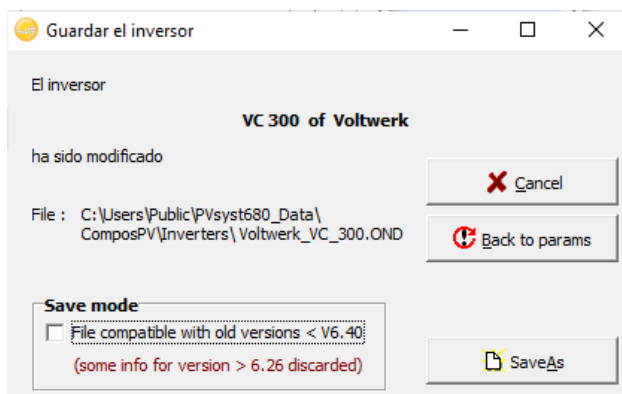 Guardar el inversor
El inversor
VC 300 of Voltwerk
ha sido modificado
Cancel
File : C:\Users\Public\PVsyst680_Data\
ComposPV\Inverters\Voltwerk_VC_300.OND
Back to params
Save mode
File compatible with old versions < V6.40
(some info for version > 6.26 discarded)
SaveAs